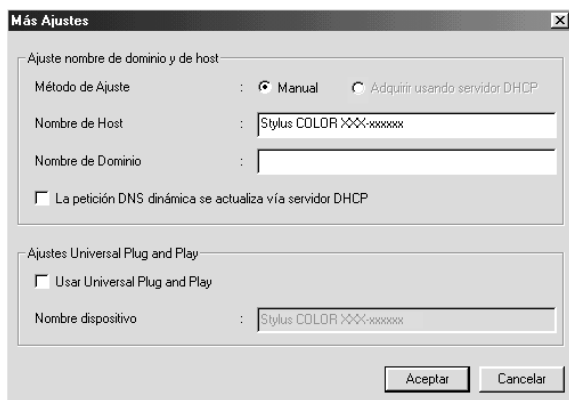 Más Ajustes
Ajuste nombre de dominio y de host
Método de Ajuste : Manual Adquirir usando servidor DHCP
Nombre de Host : Stylus COLOR XXX-xxxxxx
Nombre de Dominio :
La petición DNS dinámica se actualiza vía servidor DHCP
Ajustes Universal Plug and Play
Usar Universal Plug and Play
Nombre dispositivo : Stylus COLOR XXX-xxxxxx
Aceptar Cancelar